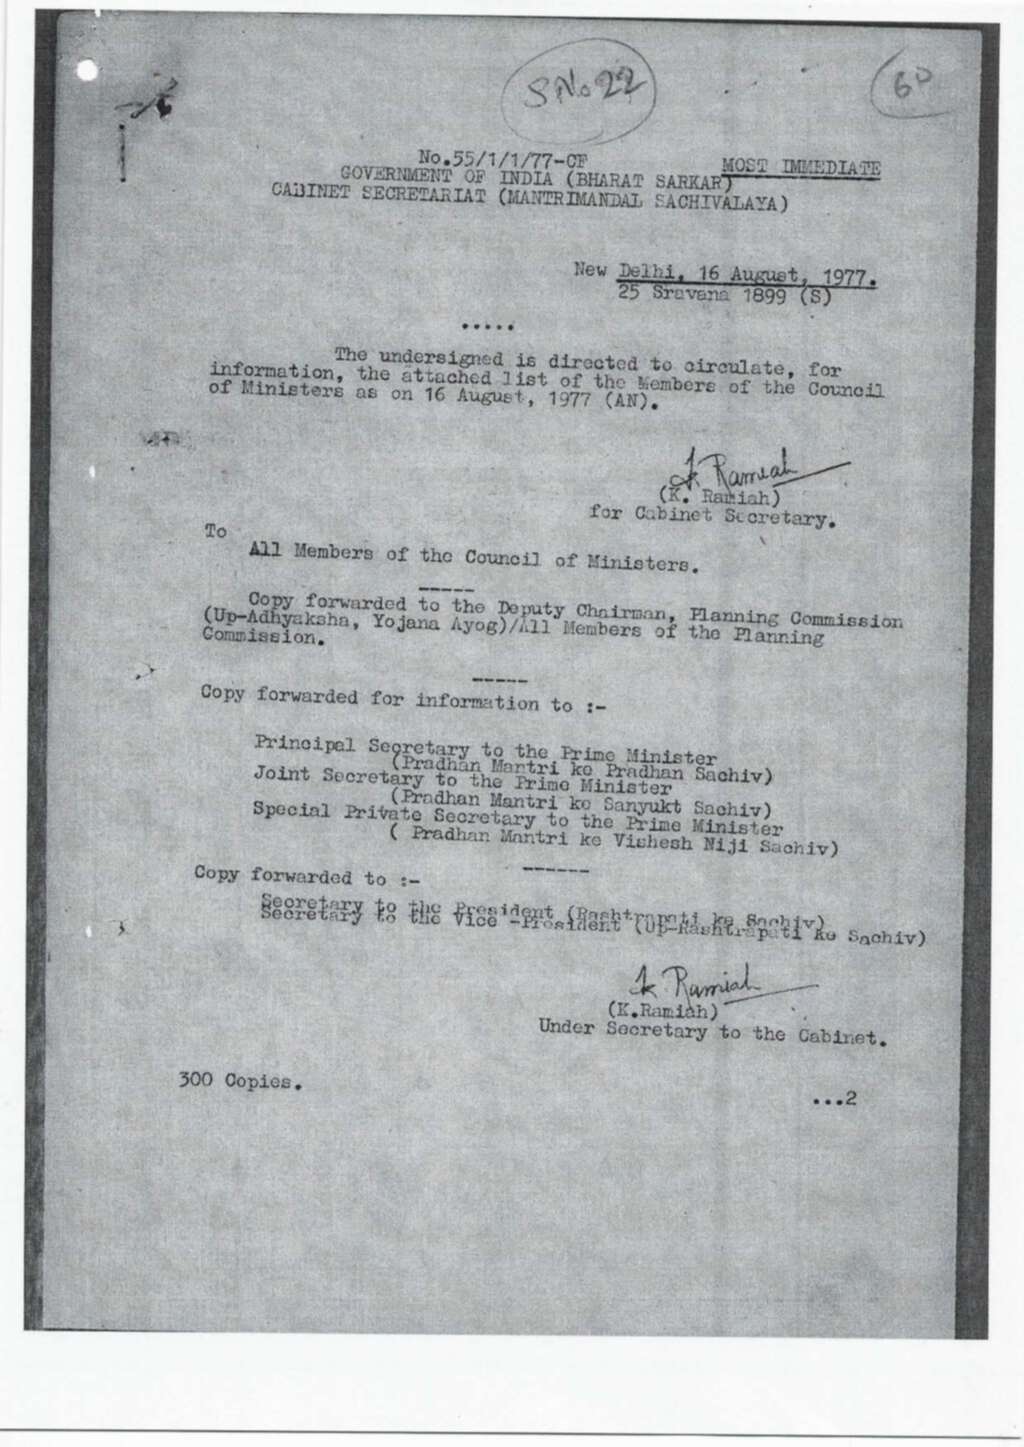 S No 22
60
No.55/1/1/77-CF
MOST IMMEDIATE
GOVERNMENT OF INDIA (BHARAT SARKAR)
CABINET SECRETARIAT (MANTRIMANDAL SACHIVALAYA)
New Delhi, 16 August, 1977.
25 Sravana 1899 (S)
.....
The undersigned is directed to circulate, for
information, the attached list of the Members of the Council
of Ministers as on 16 August, 1977 (AN).
K Ramiah
(K. Ramiah)
for Cabinet Secretary.
To
All Members of the Council of Ministers.
-----
Copy forwarded to the Deputy Chairman, Planning Commission
(Up-Adhyaksha, Yojana Ayog)/All Members of the Planning
Commission.
-----
Copy forwarded for information to :-
Principal Secretary to the Prime Minister
(Pradhan Mantri ke Pradhan Sachiv)
Joint Secretary to the Prime Minister
(Pradhan Mantri ke Sanyukt Sachiv)
Special Private Secretary to the Prime Minister
( Pradhan Mantri ke Vishesh Niji Sachiv)
------
Copy forwarded to :-
Secretary to the President (Rashtrapati ke Sachiv)
Secretary to the Vice -President (Up-Rashtrapati ke Sachiv)
K Ramiah
(K.Ramiah)
Under Secretary to the Cabinet.
300 Copies.
...2